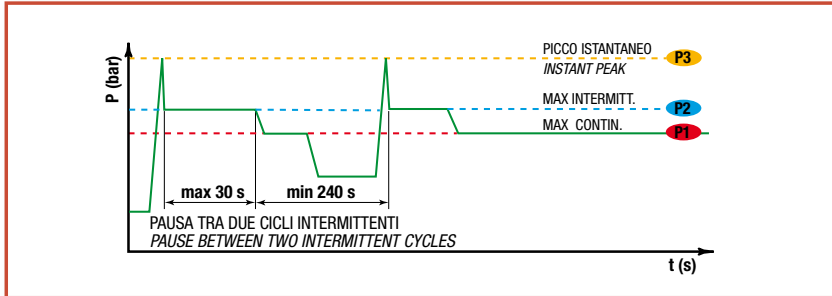 P (bar)
PICCO ISTANTANEO
INSTANT PEAK
P3
MAX INTERMITT.
P2
MAX CONTIN.
P1
max 30 s
min 240 s
PAUSA TRA DUE CICLI INTERMITTENTI
PAUSE BETWEEN TWO INTERMITTENT CYCLES
t (s)